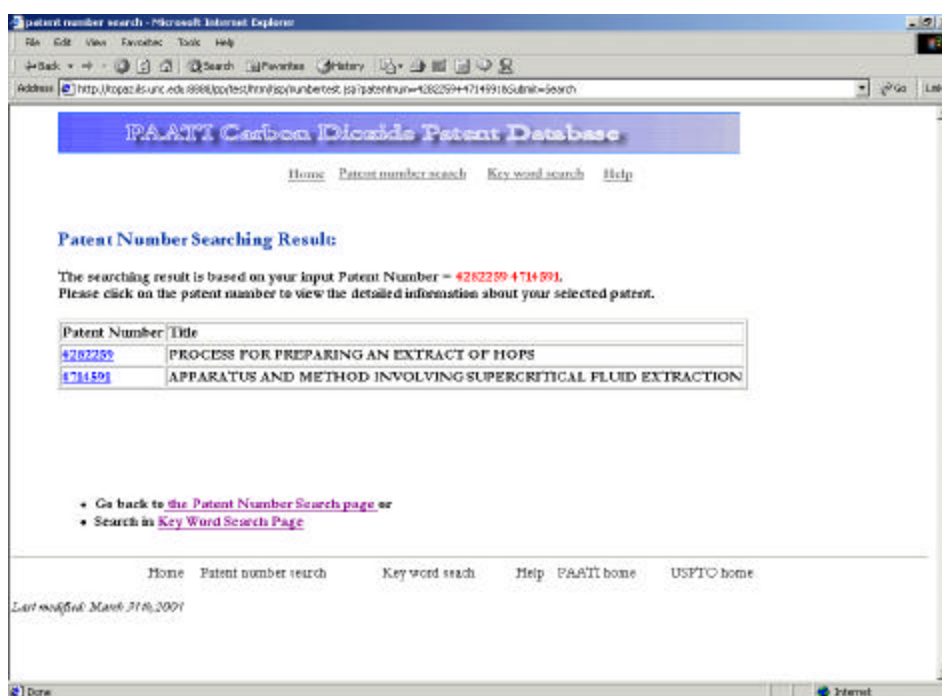 patent number search - Microsoft Internet Explorer
File Edit View Favorites Tools Help
Back Search Favorites History
Address Go
PAATI Carbon Dioxide Patent Database
Home Patent number search Key word search Help
Patent Number Searching Result:
The searching result is based on your input Patent Number = 4282259 4714591.
Please click on the patent number to view the detailed information about your selected patent.
Patent Number Title
4282259 PROCESS FOR PREPARING AN EXTRACT OF HOPS
4714591 APPARATUS AND METHOD INVOLVING SUPERCRITICAL FLUID EXTRACTION
• Go back to the Patent Number Search page or
• Search in Key Word Search Page
Home Patent number search Key word seach Help PAATI home USPTO home
Last modified: March 31th,2001
Done Internet